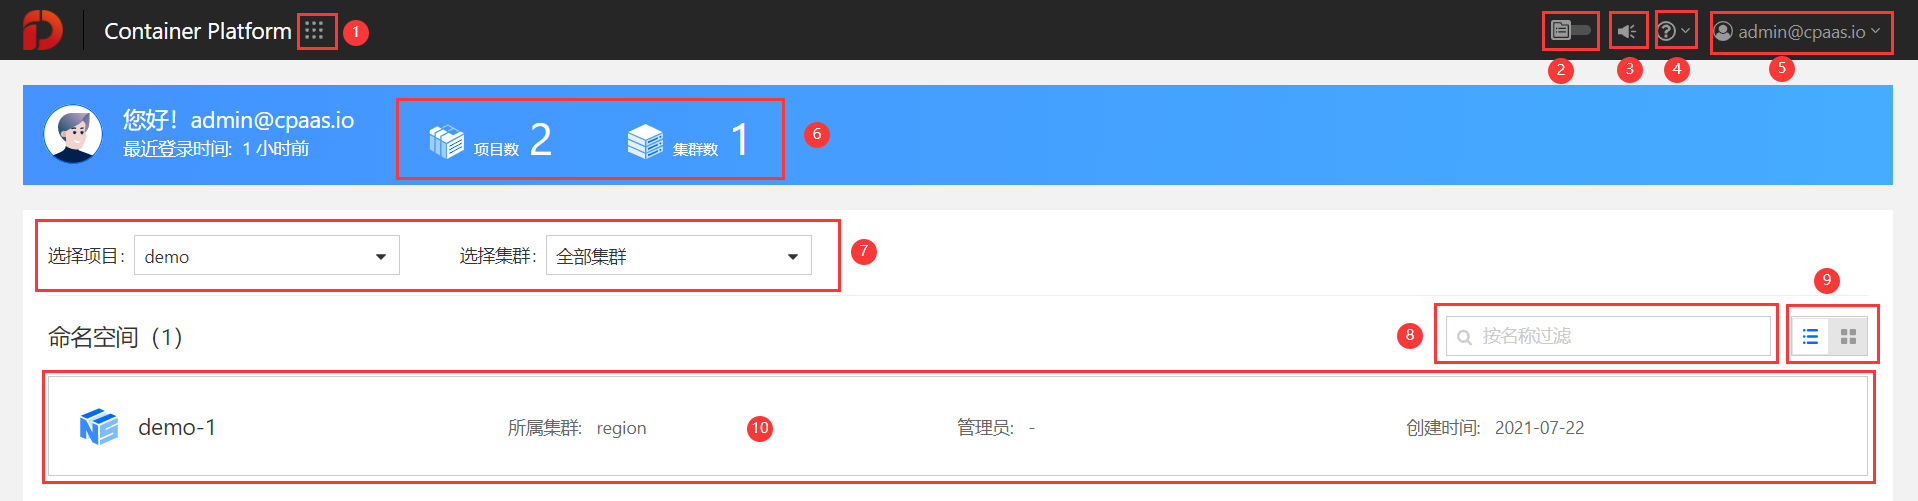 Container Platform 1 admin@cpaas.io
2 3 4 5
您好！admin@cpaas.io
最近登录时间: 1 小时前
项目数 2 集群数 1 6
选择项目: demo 选择集群: 全部集群 7
9
命名空间（1） 8 按名称过滤
NS demo-1 所属集群: region 10 管理员: - 创建时间: 2021-07-22